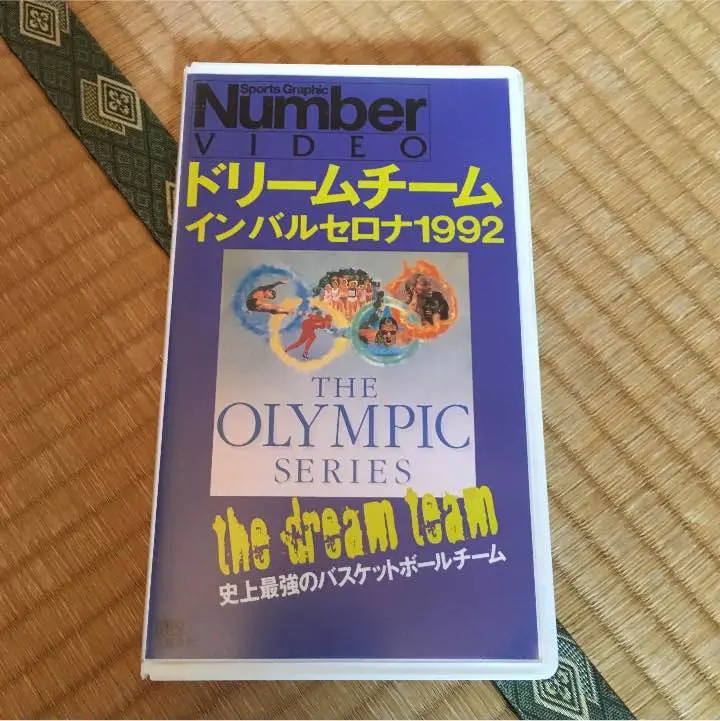 Sports Graphic
Number
VIDEO
ドリームチーム
イン バルセロナ1992
THE
OLYMPIC
SERIES
the dream team
史上最強のバスケットボールチーム